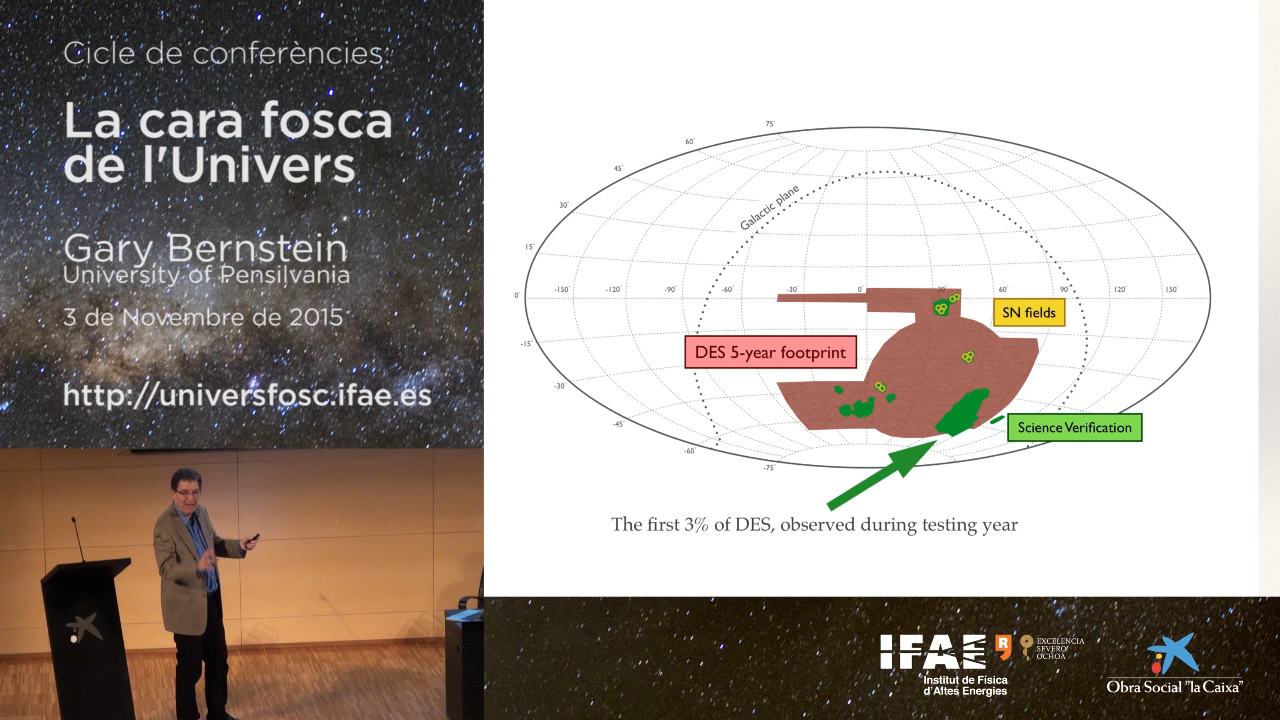 Cicle de conferències:
La cara fosca
de l'Univers
Gary Bernstein
University of Pensilvania
3 de Novembre de 2015
http://universfosc.ifae.es
75°
60°
45°
30°
15°
0°
-15°
-30°
-45°
-60°
-75°
Galactic plane
-150° -120° -90° -60° -30° 0° 30° 60° 90° 120° 150°
SN fields
DES 5-year footprint
Science Verification
The first 3% of DES, observed during testing year
IFAE
Institut de Física
d'Altes Energies
EXCELENCIA
SEVERO
OCHOA
Obra Social "la Caixa"